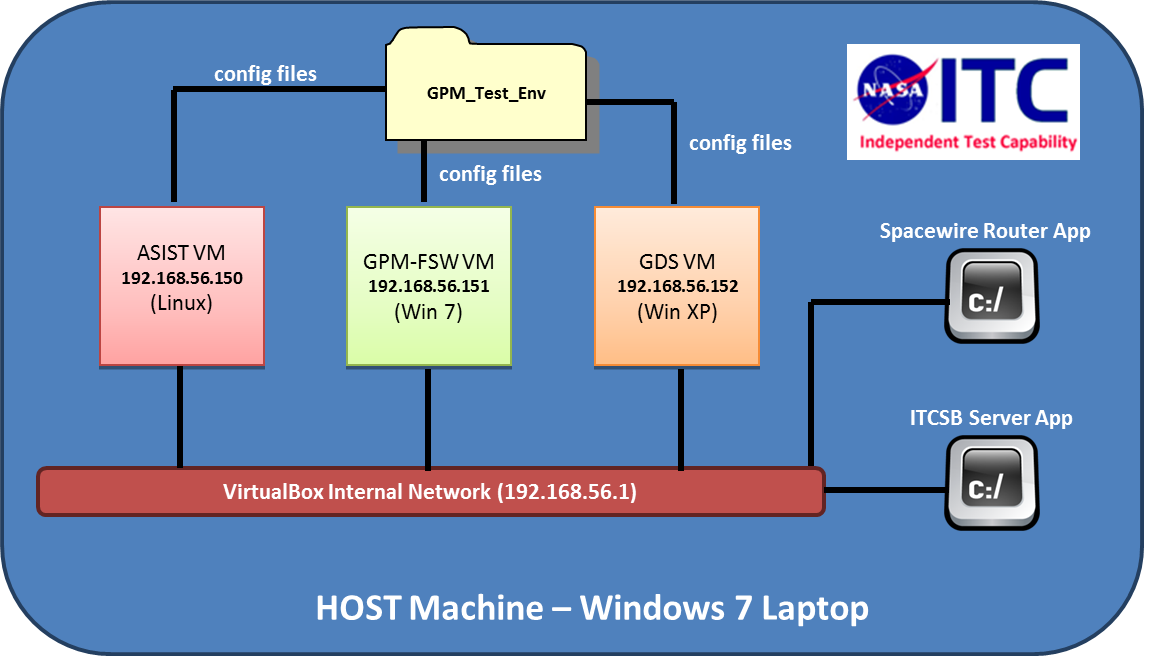 config files
GPM_Test_Env
NASA
ITC
Independent Test Capability
config files
config files
ASIST VM
192.168.56.150
(Linux)
GPM-FSW VM
192.168.56.151
(Win 7)
GDS VM
192.168.56.152
(Win XP)
Spacewire Router App
c:/
ITCSB Server App
c:/
VirtualBox Internal Network (192.168.56.1)
HOST Machine – Windows 7 Laptop